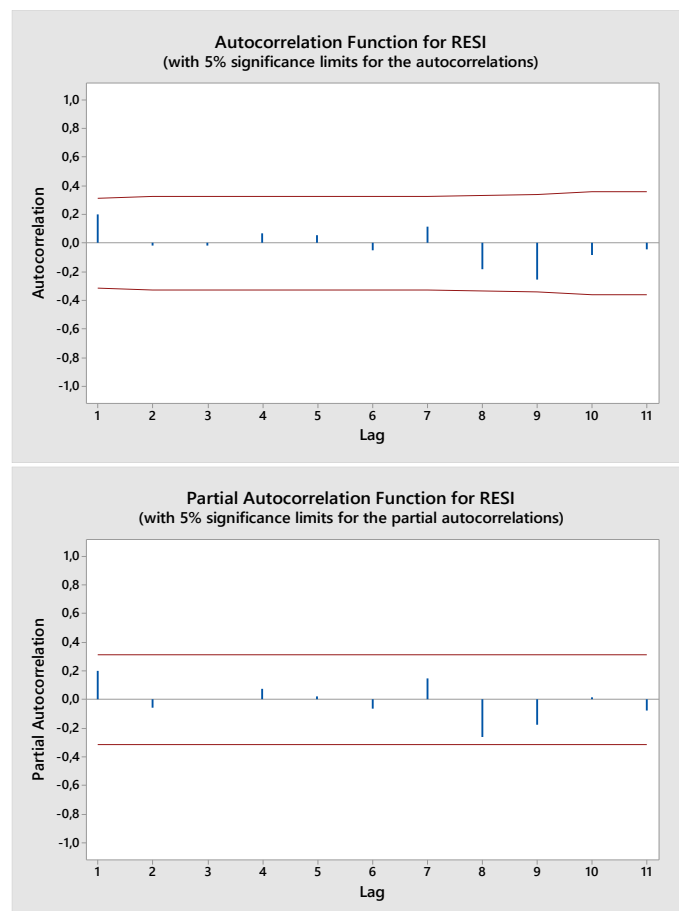 Autocorrelation Function for RESI
(with 5% significance limits for the autocorrelations)
1,0
0,8
0,6
0,4
0,2
0,0
-0,2
-0,4
-0,6
-0,8
-1,0
Autocorrelation
1 2 3 4 5 6 7 8 9 10 11
Lag
Partial Autocorrelation Function for RESI
(with 5% significance limits for the partial autocorrelations)
1,0
0,8
0,6
0,4
0,2
0,0
-0,2
-0,4
-0,6
-0,8
-1,0
Partial Autocorrelation
1 2 3 4 5 6 7 8 9 10 11
Lag